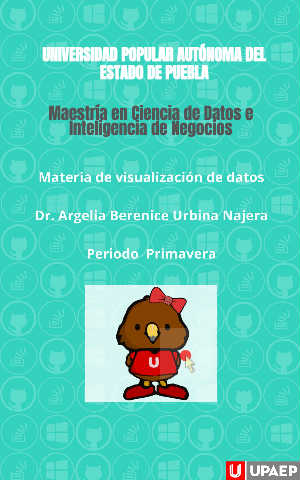 UNIVERSIDAD POPULAR AUTÓNOMA DEL
ESTADO DE PUEBLA
Maestría en Ciencia de Datos e
Inteligencia de Negocios
Materia de visualización de datos
Dr. Argelia Berenice Urbina Najera
Periodo Primavera
U
U UPAEP